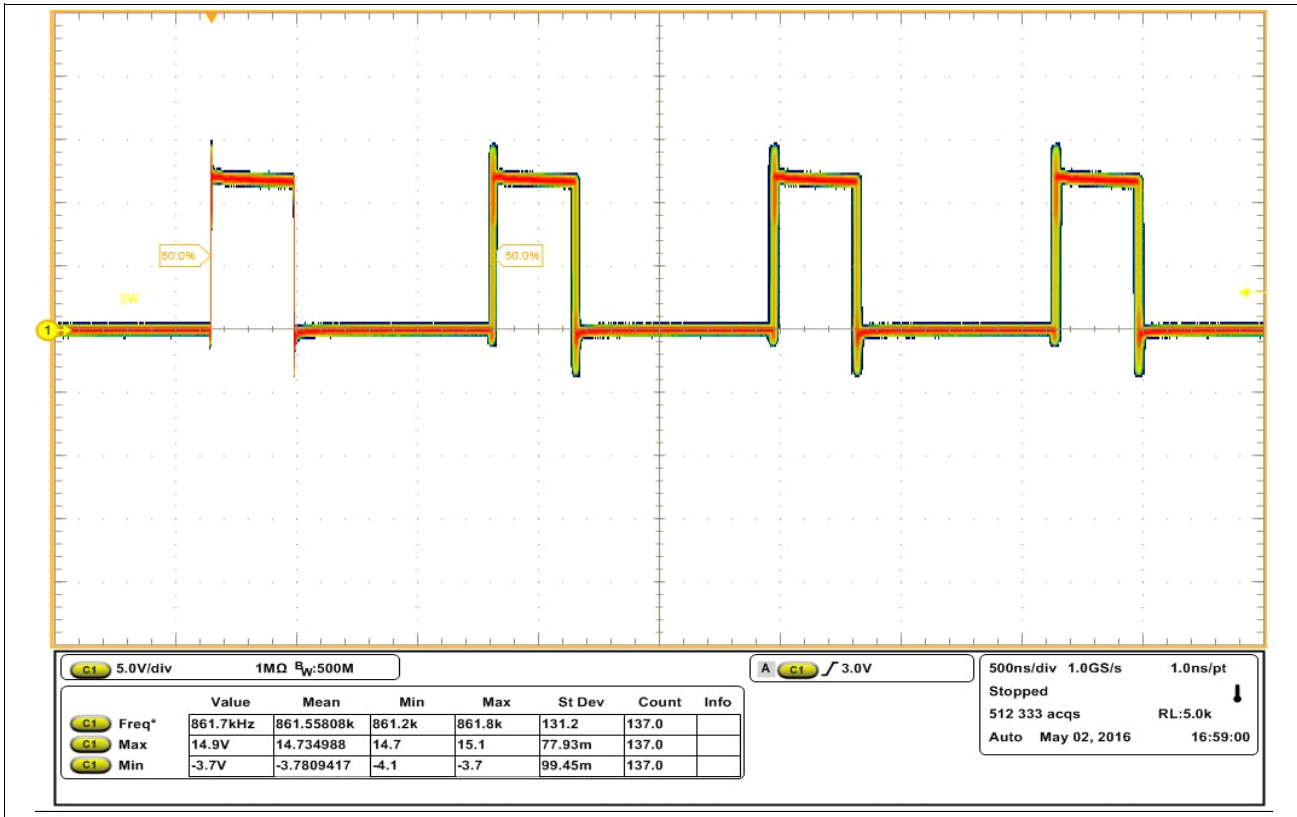 50.0%
50.0%
SW
1
C1 5.0V/div 1MΩ BW:500M
A C1 3.0V
500ns/div 1.0GS/s 1.0ns/pt
Stopped
512 333 acqs RL:5.0k
Auto May 02, 2016 16:59:00
Value Mean Min Max St Dev Count Info
C1 Freq* 861.7kHz 861.55808k 861.2k 861.8k 131.2 137.0
C1 Max 14.9V 14.734988 14.7 15.1 77.93m 137.0
C1 Min -3.7V -3.7809417 -4.1 -3.7 99.45m 137.0